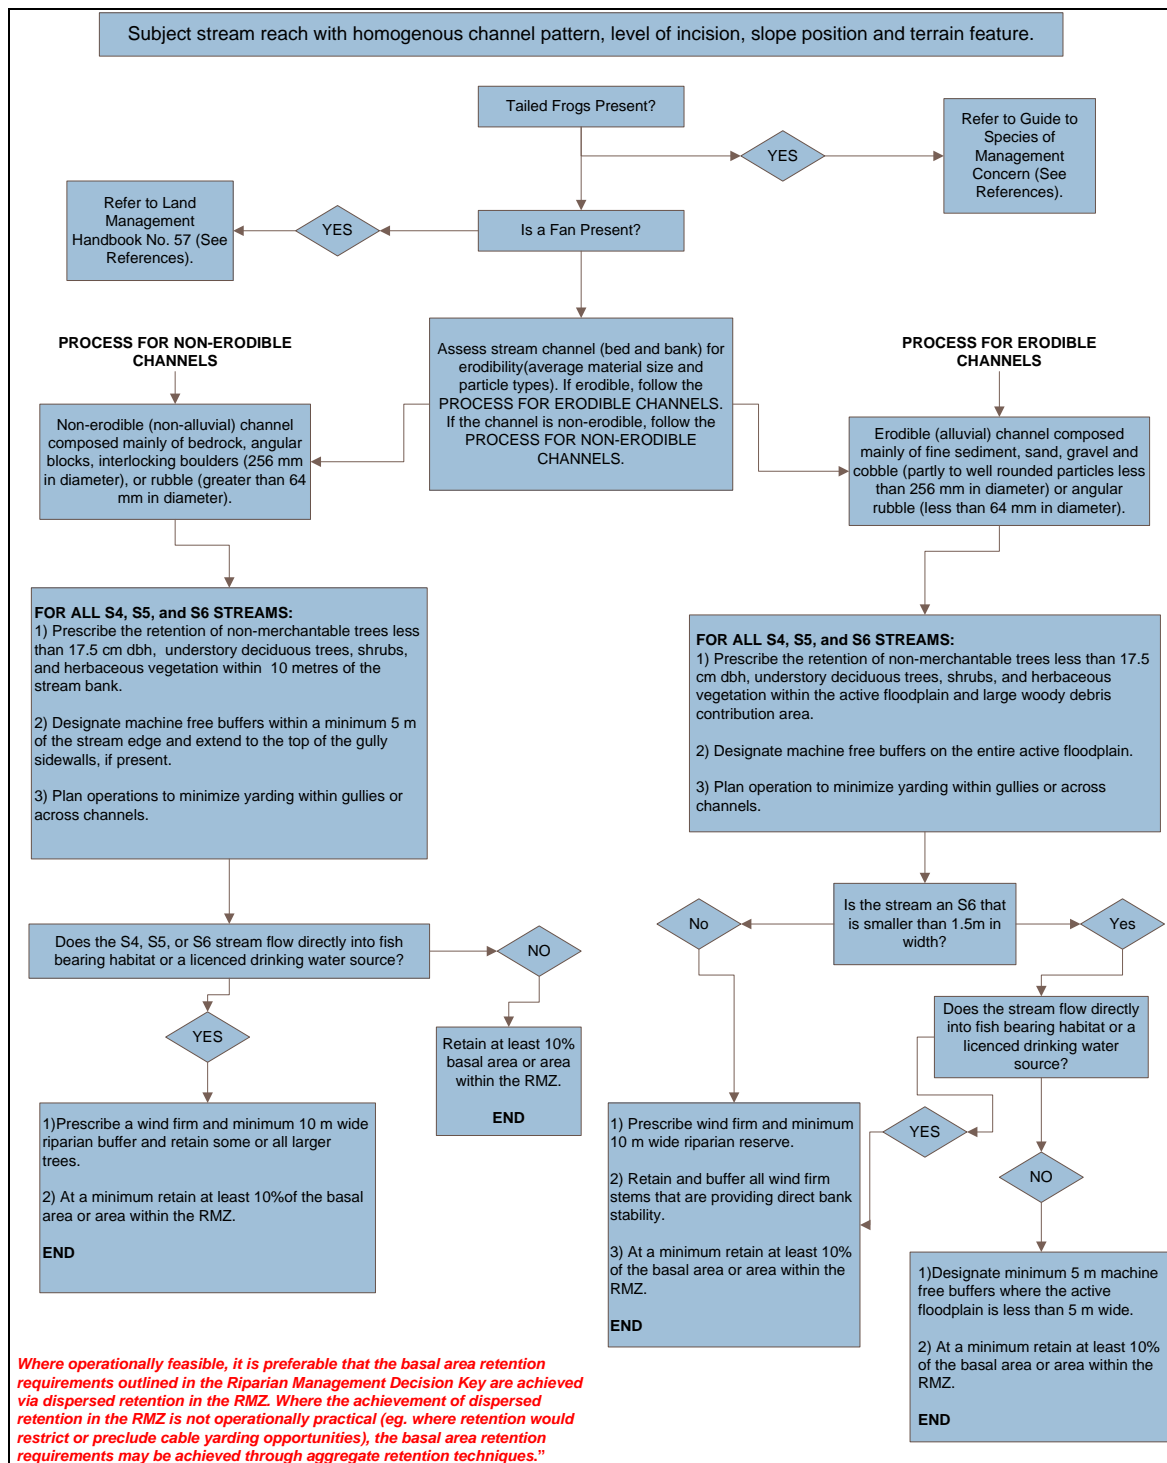 Subject stream reach with homogenous channel pattern, level of incision, slope position and terrain feature.
Tailed Frogs Present?
YES
Refer to Guide to
Species of
Management
Concern (See
References).
Refer to Land
Management
Handbook No. 57 (See
References).
YES
Is a Fan Present?
PROCESS FOR NON-ERODIBLE
CHANNELS
Assess stream channel (bed and bank) for
erodibility(average material size and
particle types). If erodible, follow the
PROCESS FOR ERODIBLE CHANNELS.
If the channel is non-erodible, follow the
PROCESS FOR NON-ERODIBLE
CHANNELS.
PROCESS FOR ERODIBLE
CHANNELS
Non-erodible (non-alluvial) channel
composed mainly of bedrock, angular
blocks, interlocking boulders (256 mm
in diameter), or rubble (greater than 64
mm in diameter).
Erodible (alluvial) channel composed
mainly of fine sediment, sand, gravel and
cobble (partly to well rounded particles less
than 256 mm in diameter) or angular
rubble (less than 64 mm in diameter).
FOR ALL S4, S5, and S6 STREAMS:
1) Prescribe the retention of non-merchantable trees less
than 17.5 cm dbh, understory deciduous trees, shrubs,
and herbaceous vegetation within 10 metres of the
stream bank.
2) Designate machine free buffers within a minimum 5 m
of the stream edge and extend to the top of the gully
sidewalls, if present.
3) Plan operations to minimize yarding within gullies or
across channels.
FOR ALL S4, S5, and S6 STREAMS:
1) Prescribe the retention of non-merchantable trees less than 17.5
cm dbh, understory deciduous trees, shrubs, and herbaceous
vegetation within the active floodplain and large woody debris
contribution area.
2) Designate machine free buffers on the entire active floodplain.
3) Plan operation to minimize yarding within gullies or across
channels.
Does the S4, S5, or S6 stream flow directly into fish
bearing habitat or a licenced drinking water source?
NO
YES
Retain at least 10%
basal area or area
within the RMZ.
END
1)Prescribe a wind firm and minimum 10 m wide
riparian buffer and retain some or all larger
trees.
2) At a minimum retain at least 10%of the basal
area or area within the RMZ.
END
No
Is the stream an S6 that
is smaller than 1.5m in
width?
Yes
Does the stream flow directly
into fish bearing habitat or a
licenced drinking water
source?
YES
NO
1) Prescribe wind firm and minimum
10 m wide riparian reserve.
2) Retain and buffer all wind firm
stems that are providing direct bank
stability.
3) At a minimum retain at least 10%
of the basal area or area within the
RMZ.
END
1)Designate minimum 5 m machine
free buffers where the active
floodplain is less than 5 m wide.
2) At a minimum retain at least 10%
of the basal area or area within the
RMZ.
END
Where operationally feasible, it is preferable that the basal area retention
requirements outlined in the Riparian Management Decision Key are achieved
via dispersed retention in the RMZ. Where the achievement of dispersed
retention in the RMZ is not operationally practical (eg. where retention would
restrict or preclude cable yarding opportunities), the basal area retention
requirements may be achieved through aggregate retention techniques.”